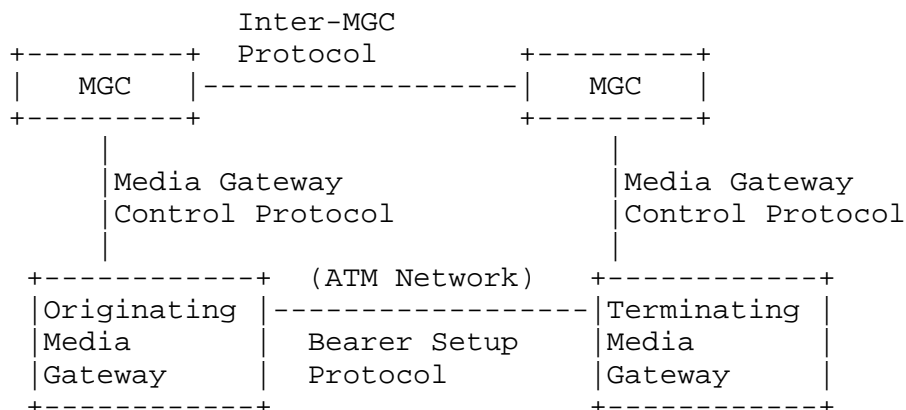 Inter-MGC
Protocol
MGC
MGC
Media Gateway
Control Protocol
Media Gateway
Control Protocol
(ATM Network)
Originating
Media
Gateway
Bearer Setup
Protocol
Terminating
Media
Gateway